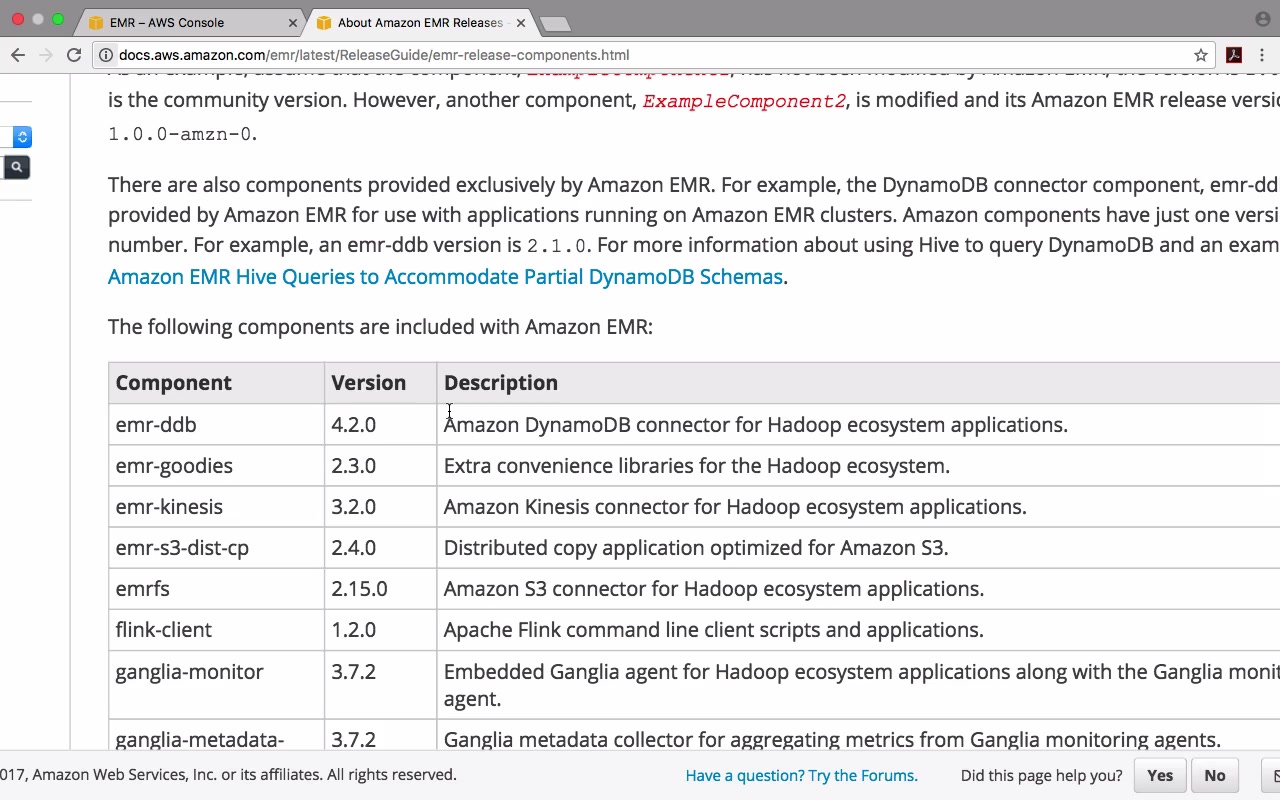 EMR – AWS Console
About Amazon EMR Releases -
docs.aws.amazon.com/emr/latest/ReleaseGuide/emr-release-components.html
is the community version. However, another component, ExampleComponent2, is modified and its Amazon EMR release
1.0.0-amzn-0.
There are also components provided exclusively by Amazon EMR. For example, the DynamoDB connector component,
provided by Amazon EMR for use with applications running on Amazon EMR clusters. Amazon components have just one
number. For example, an emr-ddb version is 2.1.0. For more information about using Hive to query DynamoDB and an
Amazon EMR Hive Queries to Accommodate Partial DynamoDB Schemas.
The following components are included with Amazon EMR:
Component Version Description
emr-ddb 4.2.0 Amazon DynamoDB connector for Hadoop ecosystem applications.
emr-goodies 2.3.0 Extra convenience libraries for the Hadoop ecosystem.
emr-kinesis 3.2.0 Amazon Kinesis connector for Hadoop ecosystem applications.
emr-s3-dist-cp 2.4.0 Distributed copy application optimized for Amazon S3.
emrfs 2.15.0 Amazon S3 connector for Hadoop ecosystem applications.
flink-client 1.2.0 Apache Flink command line client scripts and applications.
ganglia-monitor 3.7.2 Embedded Ganglia agent for Hadoop ecosystem applications along with the Ganglia
agent.
ganglia-metadata- 3.7.2 Ganglia metadata collector for aggregating metrics from Ganglia monitoring agents.
017, Amazon Web Services, Inc. or its affiliates. All rights reserved. Have a question? Try the Forums. Did this page help you? Yes No